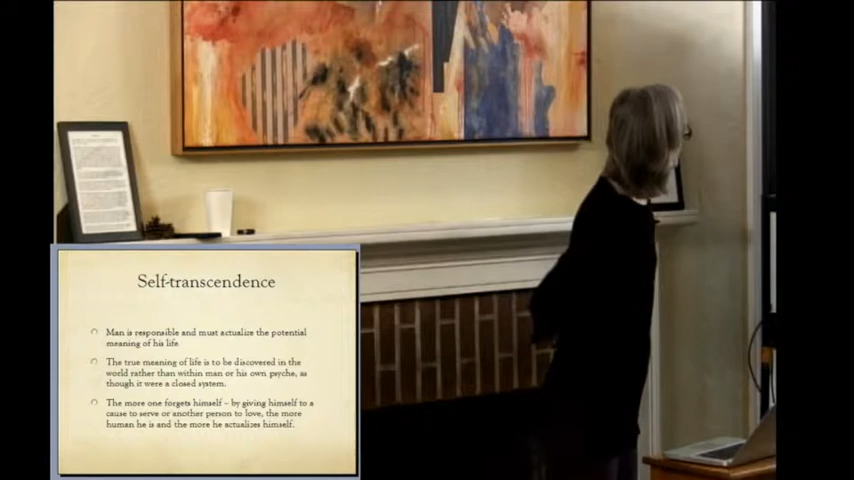 Self-transcendence
Man is responsible and must actualize the potential
meaning of his life
The true meaning of life is to be discovered in the
world rather than within man or his own psyche, as
though it were a closed system.
The more one forgets himself – by giving himself to a
cause to serve or another person to love, the more
human he is and the more he actualizes himself.